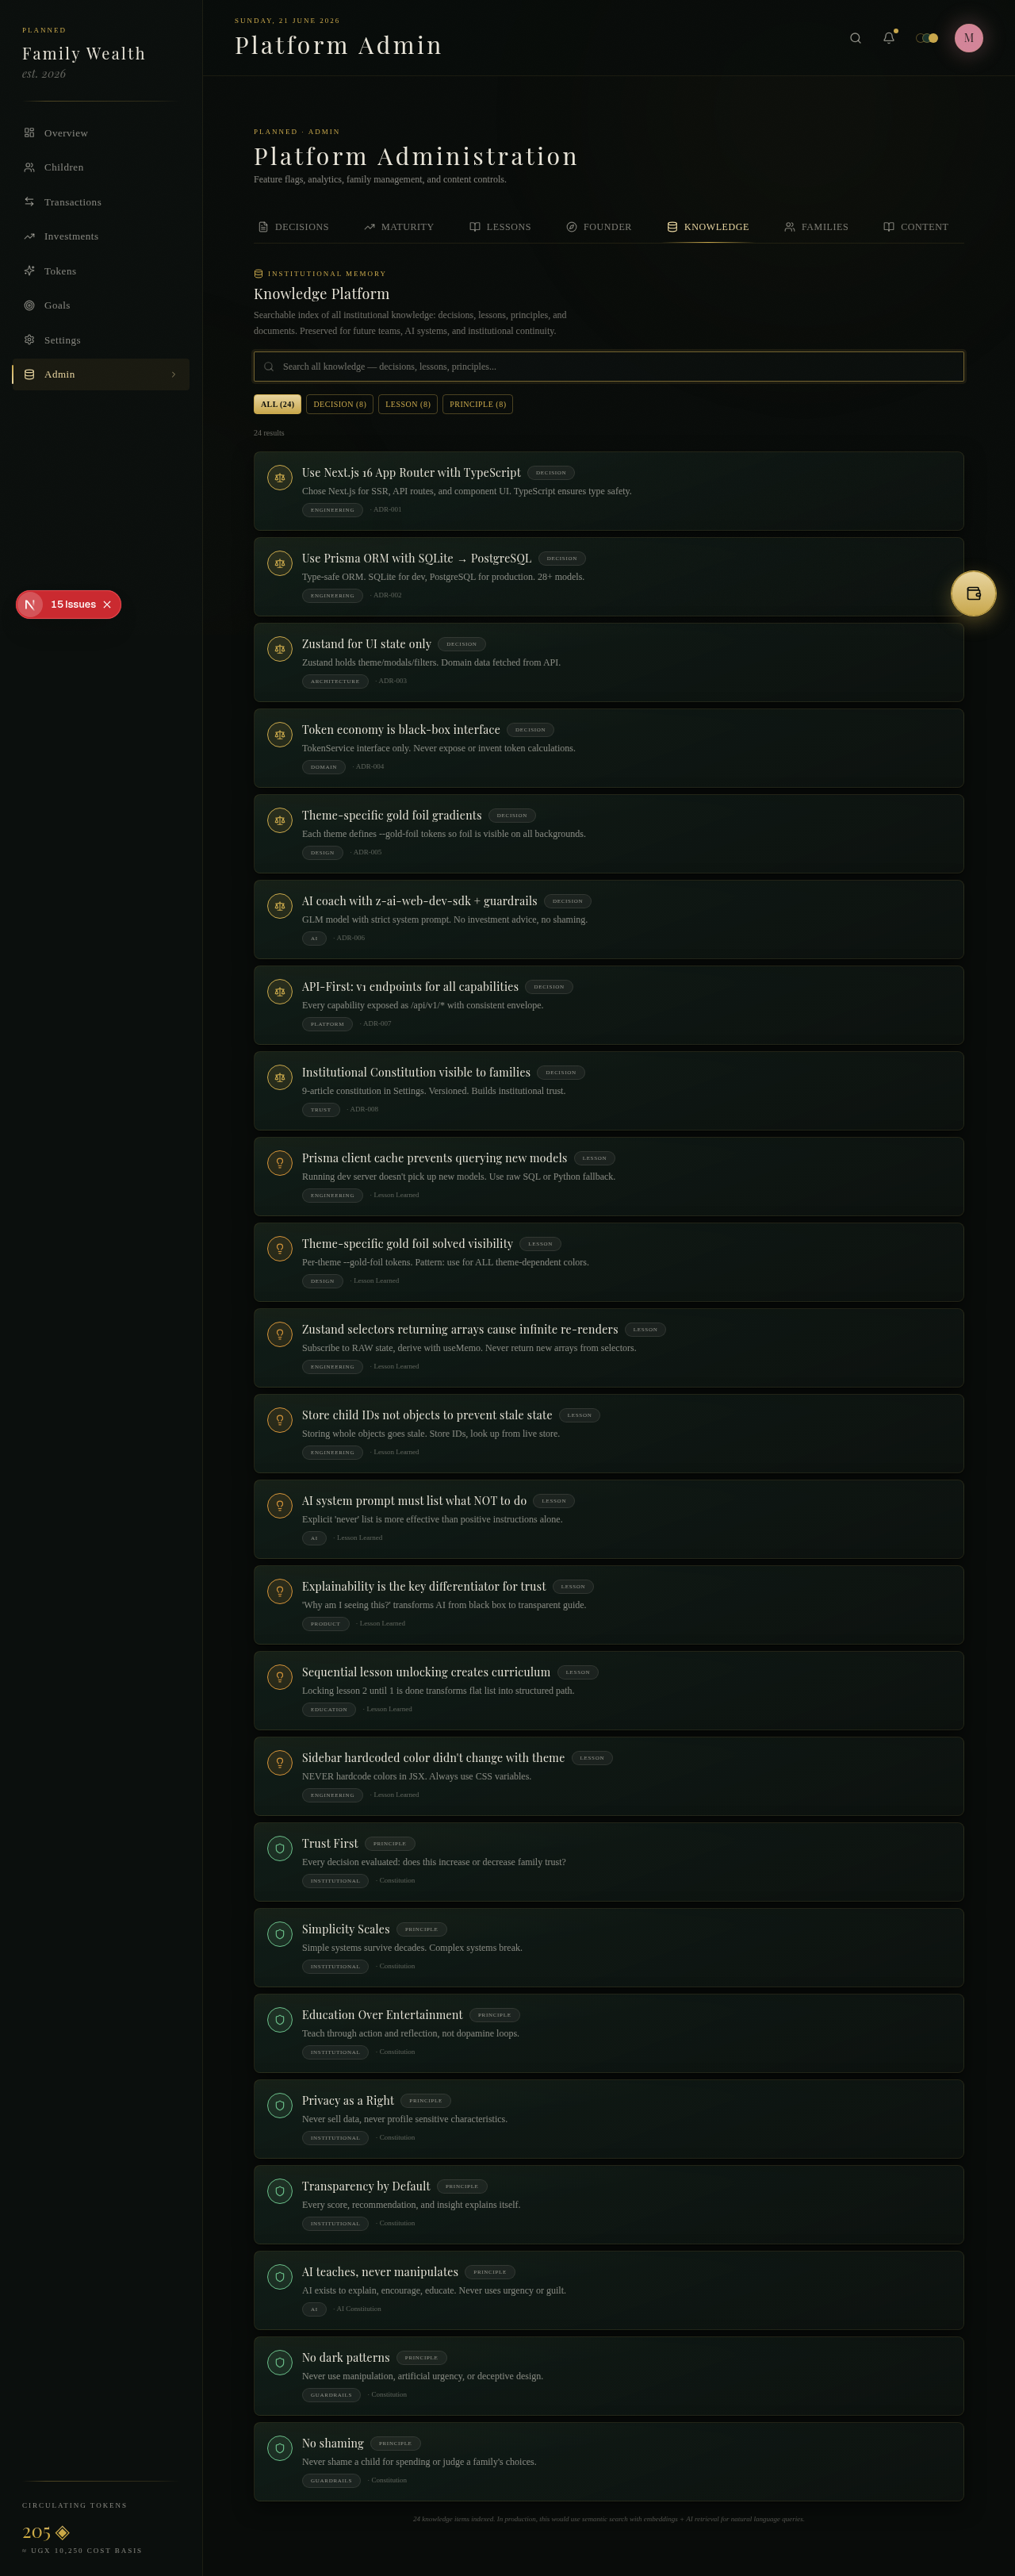 PLANNED
Family Wealth
est. 2026
Overview
Children
Transactions
Investments
Tokens
Goals
Settings
Admin
15 Issues
CIRCULATING TOKENS
205
≈ UGX 10,250 COST BASIS
SUNDAY, 21 JUNE 2026
Platform Admin
M
PLANNED · ADMIN
Platform Administration
Feature flags, analytics, family management, and content controls.
DECISIONS MATURITY LESSONS FOUNDER KNOWLEDGE FAMILIES CONTENT
INSTITUTIONAL MEMORY
Knowledge Platform
Searchable index of all institutional knowledge: decisions, lessons, principles, and
documents. Preserved for future teams, AI systems, and institutional continuity.
Search all knowledge — decisions, lessons, principles...
ALL (24) DECISION (8) LESSON (8) PRINCIPLE (8)
24 results
Use Next.js 16 App Router with TypeScript DECISION
Chose Next.js for SSR, API routes, and component UI. TypeScript ensures type safety.
ENGINEERING · ADR-001
Use Prisma ORM with SQLite → PostgreSQL DECISION
Type-safe ORM. SQLite for dev, PostgreSQL for production. 28+ models.
ENGINEERING · ADR-002
Zustand for UI state only DECISION
Zustand holds theme/modals/filters. Domain data fetched from API.
ARCHITECTURE · ADR-003
Token economy is black-box interface DECISION
TokenService interface only. Never expose or invent token calculations.
DOMAIN · ADR-004
Theme-specific gold foil gradients DECISION
Each theme defines --gold-foil tokens so foil is visible on all backgrounds.
DESIGN · ADR-005
AI coach with z-ai-web-dev-sdk + guardrails DECISION
GLM model with strict system prompt. No investment advice, no shaming.
AI · ADR-006
API-First: v1 endpoints for all capabilities DECISION
Every capability exposed as /api/v1/* with consistent envelope.
PLATFORM · ADR-007
Institutional Constitution visible to families DECISION
9-article constitution in Settings. Versioned. Builds institutional trust.
TRUST · ADR-008
Prisma client cache prevents querying new models LESSON
Running dev server doesn't pick up new models. Use raw SQL or Python fallback.
ENGINEERING · Lesson Learned
Theme-specific gold foil solved visibility LESSON
Per-theme --gold-foil tokens. Pattern: use for ALL theme-dependent colors.
DESIGN · Lesson Learned
Zustand selectors returning arrays cause infinite re-renders LESSON
Subscribe to RAW state, derive with useMemo. Never return new arrays from selectors.
ENGINEERING · Lesson Learned
Store child IDs not objects to prevent stale state LESSON
Storing whole objects goes stale. Store IDs, look up from live store.
ENGINEERING · Lesson Learned
AI system prompt must list what NOT to do LESSON
Explicit 'never' list is more effective than positive instructions alone.
AI · Lesson Learned
Explainability is the key differentiator for trust LESSON
'Why am I seeing this?' transforms AI from black box to transparent guide.
PRODUCT · Lesson Learned
Sequential lesson unlocking creates curriculum LESSON
Locking lesson 2 until 1 is done transforms flat list into structured path.
EDUCATION · Lesson Learned
Sidebar hardcoded color didn't change with theme LESSON
NEVER hardcode colors in JSX. Always use CSS variables.
ENGINEERING · Lesson Learned
Trust First PRINCIPLE
Every decision evaluated: does this increase or decrease family trust?
INSTITUTIONAL · Constitution
Simplicity Scales PRINCIPLE
Simple systems survive decades. Complex systems break.
INSTITUTIONAL · Constitution
Education Over Entertainment PRINCIPLE
Teach through action and reflection, not dopamine loops.
INSTITUTIONAL · Constitution
Privacy as a Right PRINCIPLE
Never sell data, never profile sensitive characteristics.
INSTITUTIONAL · Constitution
Transparency by Default PRINCIPLE
Every score, recommendation, and insight explains itself.
INSTITUTIONAL · Constitution
AI teaches, never manipulates PRINCIPLE
AI exists to explain, encourage, educate. Never uses urgency or guilt.
AI · AI Constitution
No dark patterns PRINCIPLE
Never use manipulation, artificial urgency, or deceptive design.
GUARDRAILS · Constitution
No shaming PRINCIPLE
Never shame a child for spending or judge a family's choices.
GUARDRAILS · Constitution
24 knowledge items indexed. In production, this would use semantic search with embeddings + AI retrieval for natural language queries.